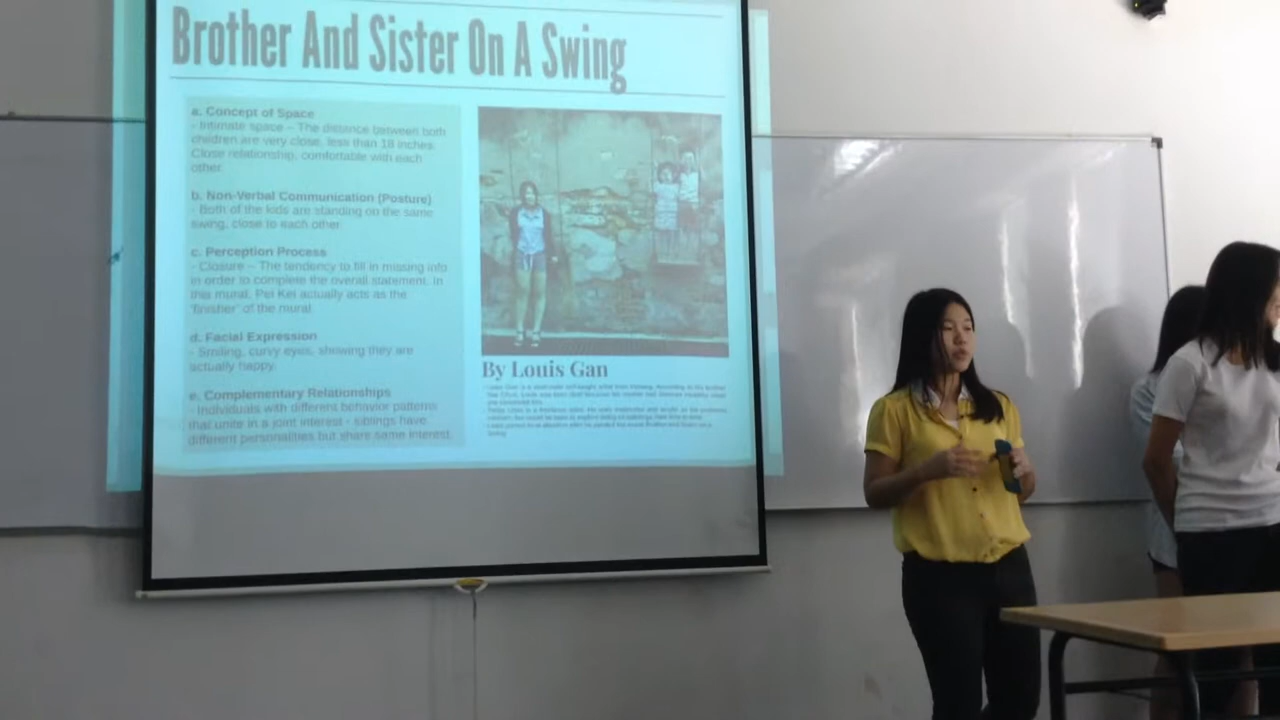 Brother And Sister On A Swing
a. Concept of Space
- Intimate space – The distance between both
children are very close, less than 18 inches.
Close relationship, comfortable with each
other.
b. Non-Verbal Communication (Posture)
- Both of the kids are standing on the same
swing, close to each other.
c. Perception Process
- Closure – The tendency to fill in missing info
in order to complete the overall statement. In
this mural, Pei Kei actually acts as the
'finisher' of the mural.
d. Facial Expression
- Smiling, curvy eyes, showing they are
actually happy.
e. Complementary Relationships
- Individuals with different behavior patterns
that unite in a joint interest - siblings have
different personalities but share same interest.
By Louis Gan